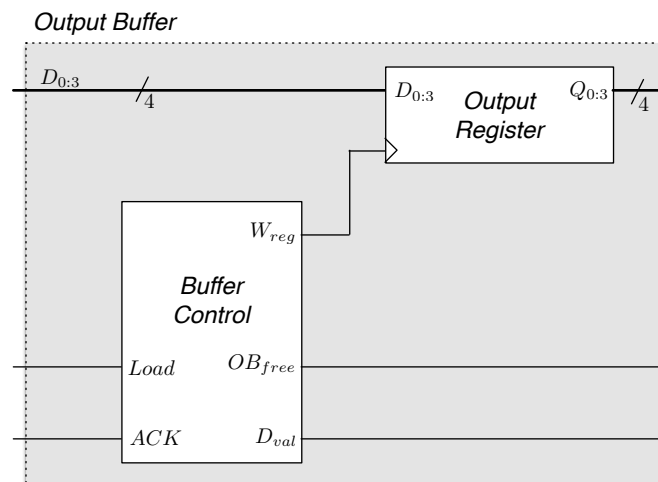 Output Buffer
D0:3
4
D0:3
Q0:3
4
Output
Register
Wreg
Buffer
Control
Load
OBfree
ACK
Dval